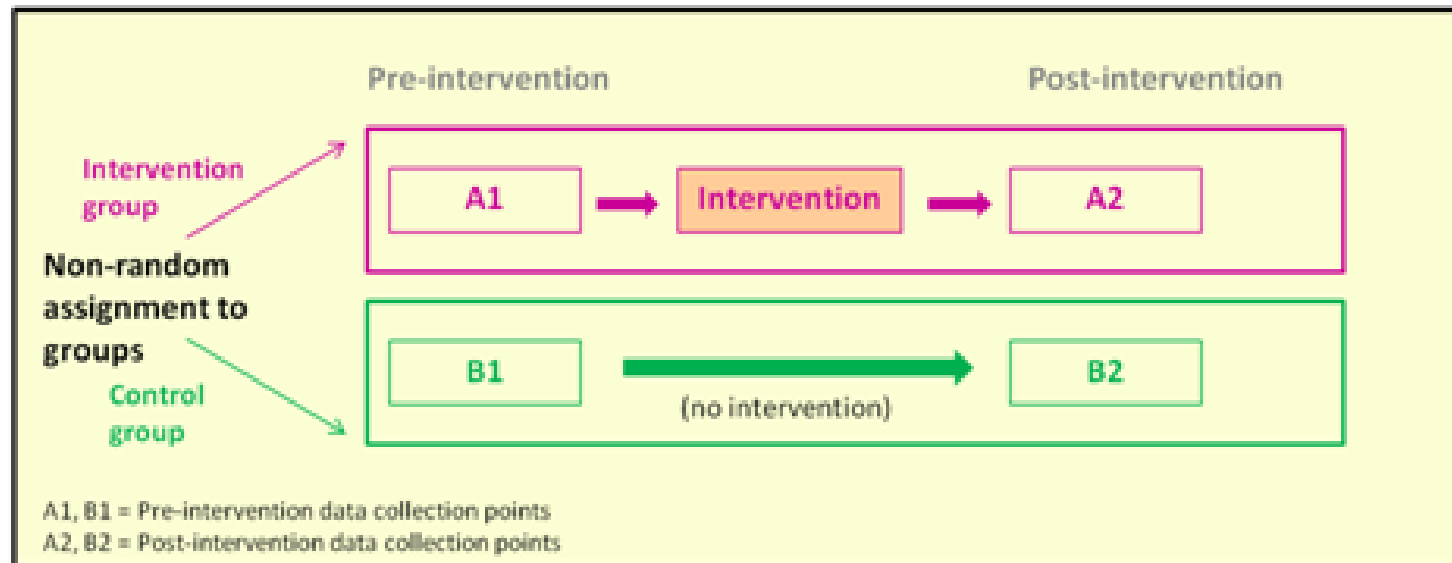 Pre-intervention
Post-intervention
Intervention
group
A1
Intervention
A2
Non-random
assignment to
groups
B1
(no intervention)
B2
Control
group
A1, B1 = Pre-intervention data collection points
A2, B2 = Post-intervention data collection points